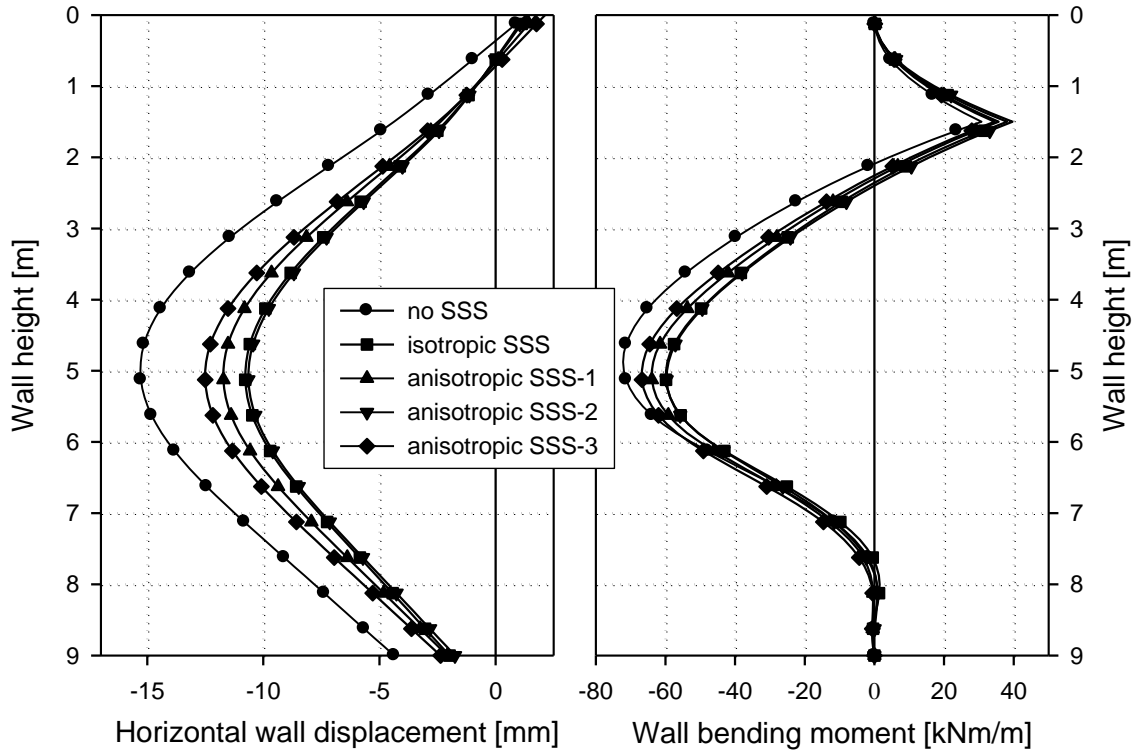 0
1
2
3
4
5
6
7
8
9
Wall height [m]
-15 -10 -5 0
Horizontal wall displacement [mm]
no SSS
isotropic SSS
anisotropic SSS-1
anisotropic SSS-2
anisotropic SSS-3
0
1
2
3
4
5
6
7
8
9
Wall height [m]
-80 -60 -40 -20 0 20 40
Wall bending moment [kNm/m]